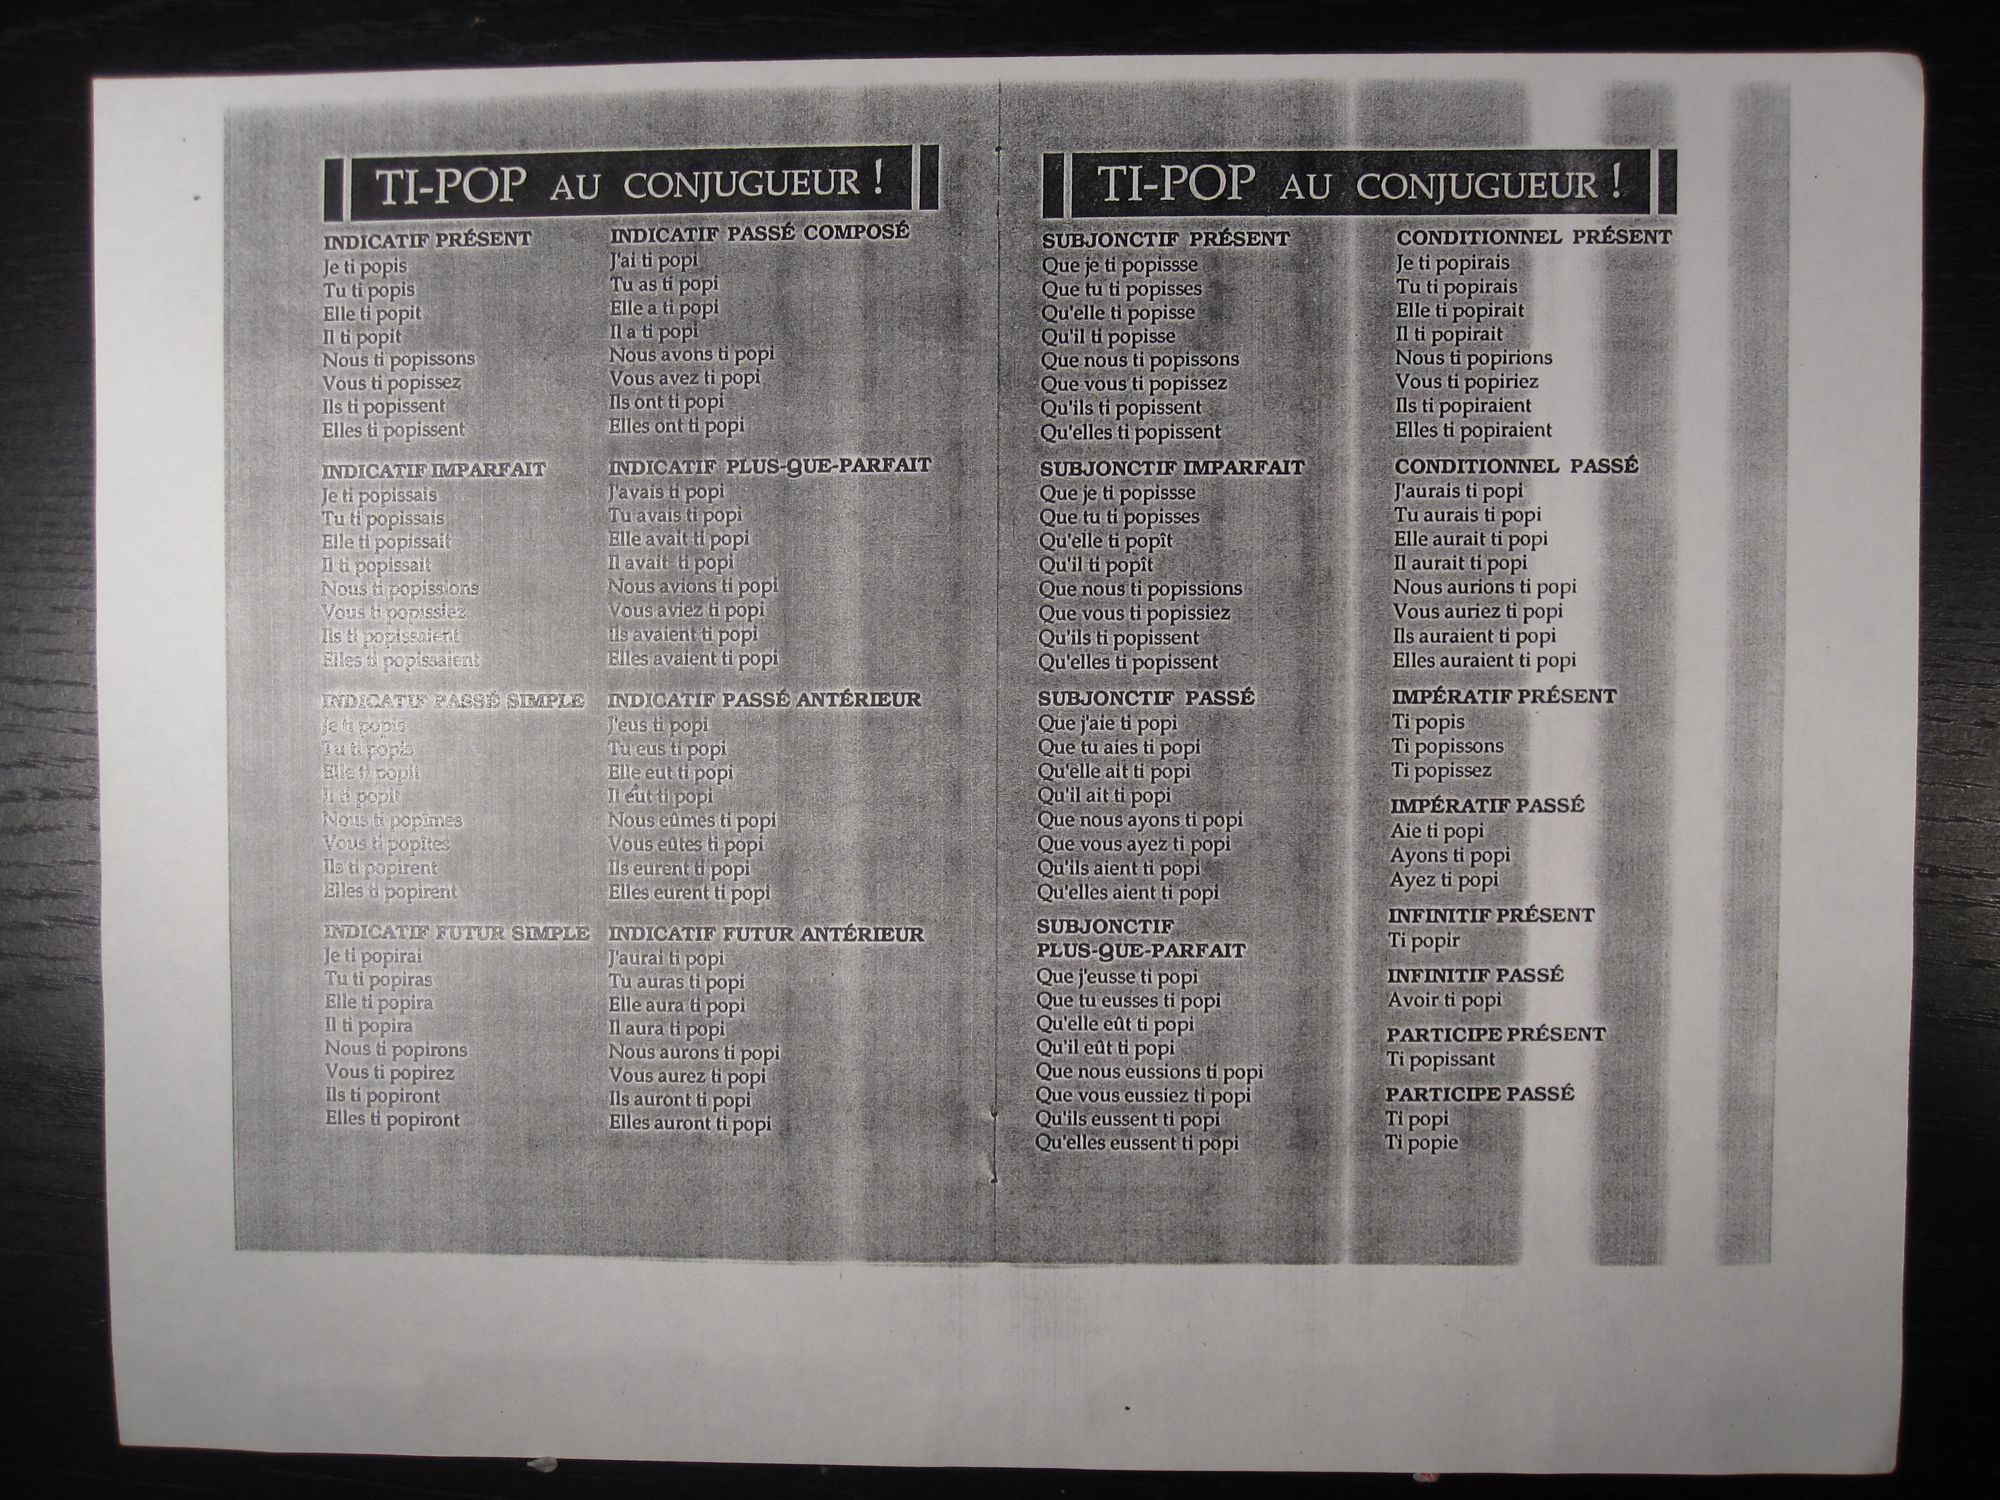 TI-POP AU CONJUGUEUR !
INDICATIF PRÉSENT
Je ti popis
Tu ti popis
Elle ti popit
Il ti popit
Nous ti popissons
Vous ti popissez
Ils ti popissent
Elles ti popissent
INDICATIF IMPARFAIT
Je ti popissais
Tu ti popissais
Elle ti popissait
Il ti popissait
Nous ti popissions
Vous ti popissiez
Ils ti popissaient
Elles ti popissaient
INDICATIF PASSÉ SIMPLE
Je ti popis
Tu ti popis
Elle ti popit
Il ti popit
Nous ti popîmes
Vous ti popîtes
Ils ti popirent
Elles ti popirent
INDICATIF FUTUR SIMPLE
Je ti popirai
Tu ti popiras
Elle ti popira
Il ti popira
Nous ti popirons
Vous ti popirez
Ils ti popiront
Elles ti popiront
INDICATIF PASSÉ COMPOSÉ
J'ai ti popi
Tu as ti popi
Elle a ti popi
Il a ti popi
Nous avons ti popi
Vous avez ti popi
Ils ont ti popi
Elles ont ti popi
INDICATIF PLUS-QUE-PARFAIT
J'avais ti popi
Tu avais ti popi
Elle avait ti popi
Il avait ti popi
Nous avions ti popi
Vous aviez ti popi
Ils avaient ti popi
Elles avaient ti popi
INDICATIF PASSÉ ANTÉRIEUR
J'eus ti popi
Tu eus ti popi
Elle eut ti popi
Il eut ti popi
Nous eûmes ti popi
Vous eûtes ti popi
Ils eurent ti popi
Elles eurent ti popi
INDICATIF FUTUR ANTÉRIEUR
J'aurai ti popi
Tu auras ti popi
Elle aura ti popi
Il aura ti popi
Nous aurons ti popi
Vous aurez ti popi
Ils auront ti popi
Elles auront ti popi
TI-POP AU CONJUGUEUR !
SUBJONCTIF PRÉSENT
Que je ti popissse
Que tu ti popisses
Qu'elle ti popisse
Qu'il ti popisse
Que nous ti popissons
Que vous ti popissez
Qu'ils ti popissent
Qu'elles ti popissent
SUBJONCTIF IMPARFAIT
Que je ti popissse
Que tu ti popisses
Qu'elle ti popît
Qu'il ti popît
Que nous ti popissions
Que vous ti popissiez
Qu'ils ti popissent
Qu'elles ti popissent
SUBJONCTIF PASSÉ
Que j'aie ti popi
Que tu aies ti popi
Qu'elle ait ti popi
Qu'il ait ti popi
Que nous ayons ti popi
Que vous ayez ti popi
Qu'ils aient ti popi
Qu'elles aient ti popi
SUBJONCTIF
PLUS-QUE-PARFAIT
Que j'eusse ti popi
Que tu eusses ti popi
Qu'elle eût ti popi
Qu'il eût ti popi
Que nous eussions ti popi
Que vous eussiez ti popi
Qu'ils eussent ti popi
Qu'elles eussent ti popi
CONDITIONNEL PRÉSENT
Je ti popirais
Tu ti popirais
Elle ti popirait
Il ti popirait
Nous ti popirions
Vous ti popiriez
Ils ti popiraient
Elles ti popiraient
CONDITIONNEL PASSÉ
J'aurais ti popi
Tu aurais ti popi
Elle aurait ti popi
Il aurait ti popi
Nous aurions ti popi
Vous auriez ti popi
Ils auraient ti popi
Elles auraient ti popi
IMPÉRATIF PRÉSENT
Ti popis
Ti popissons
Ti popissez
IMPÉRATIF PASSÉ
Aie ti popi
Ayons ti popi
Ayez ti popi
INFINITIF PRÉSENT
Ti popir
INFINITIF PASSÉ
Avoir ti popi
PARTICIPE PRÉSENT
Ti popissant
PARTICIPE PASSÉ
Ti popi
Ti popie